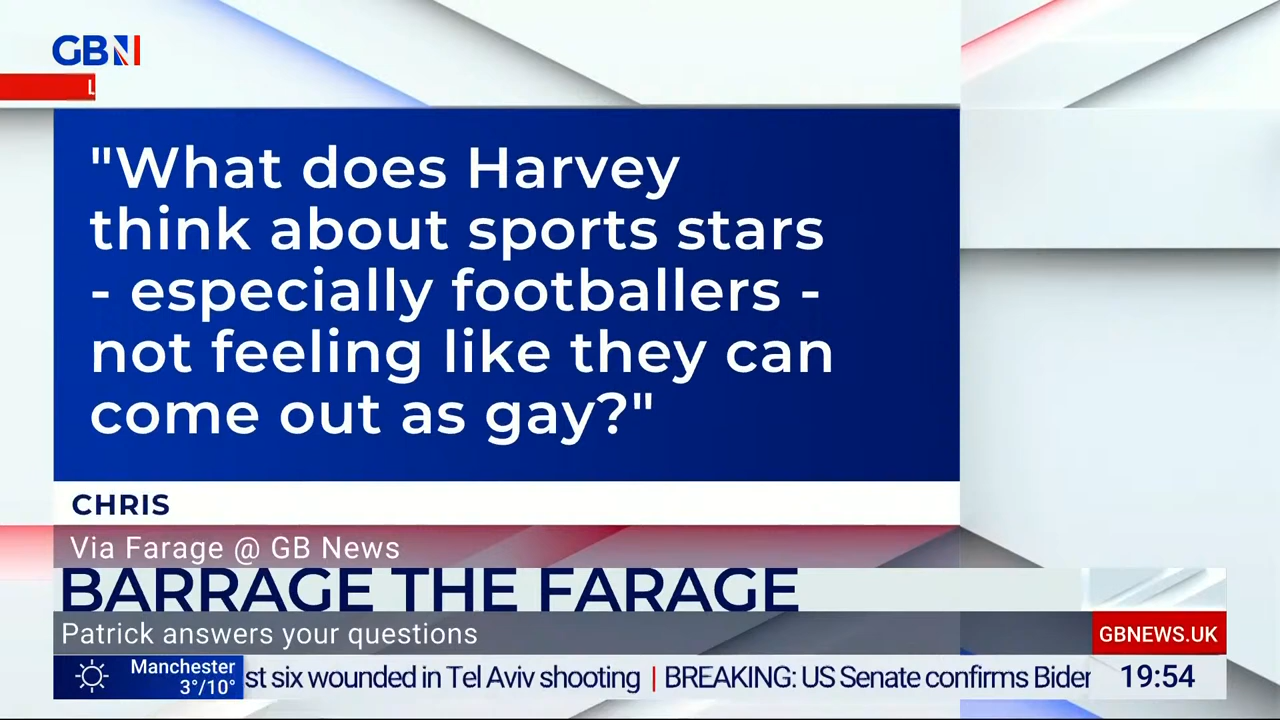 GBN
L
"What does Harvey
think about sports stars
- especially footballers -
not feeling like they can
come out as gay?"
CHRIS
Via Farage @ GB News
BARRAGE THE FARAGE
Patrick answers your questions
GBNEWS.UK
Manchester
3°/10°
st six wounded in Tel Aviv shooting | BREAKING: US Senate confirms Biden
19:54